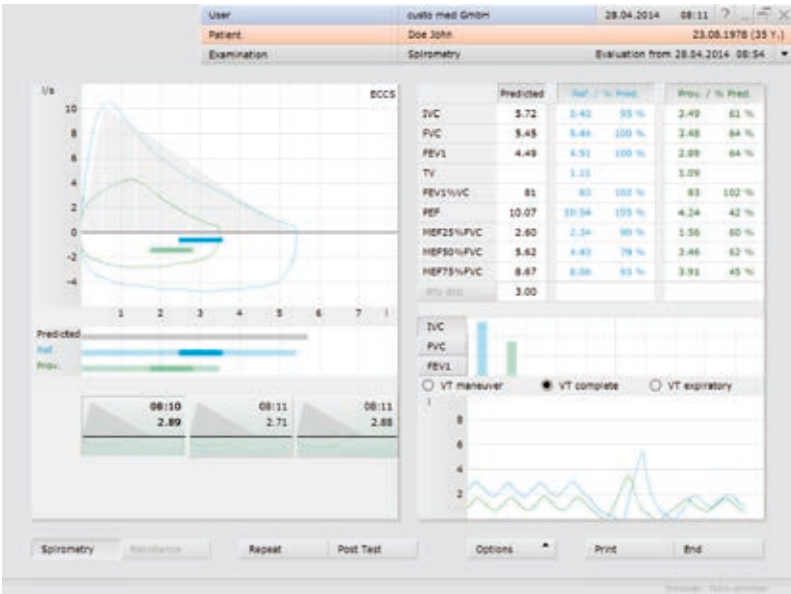 User custo med GmbH 28.04.2014 08:11 ?
Patient Doe John 23.08.1978 (35 Y.)
Examination Spirometry Evaluation from 28.04.2014 08:54
l/s ECCS
10
8
6
4
2
0
-2
-4
1 2 3 4 5 6 7 l
Predicted
Ref.
Prov.
08:10 08:11 08:11
2.89 2.71 2.88
Predicted Ref. / % Pred. Prov. / % Pred.
IVC 5.72 5.43 95 % 3.49 61 %
FVC 5.45 5.44 100 % 3.48 64 %
FEV1 4.49 4.51 100 % 2.89 64 %
TV 1.11 1.09
FEV1%VC 81 83 102 % 83 102 %
PEF 10.07 10.54 105 % 4.24 42 %
MEF25%FVC 2.60 2.34 90 % 1.56 60 %
MEF50%FVC 5.62 4.43 79 % 3.46 62 %
MEF75%FVC 8.67 8.06 93 % 3.91 45 %
3.00
IVC
FVC
FEV1
VT maneuver VT complete VT expiratory
l
8
6
4
2
Spirometry Resistance Repeat Post Test Options Print End